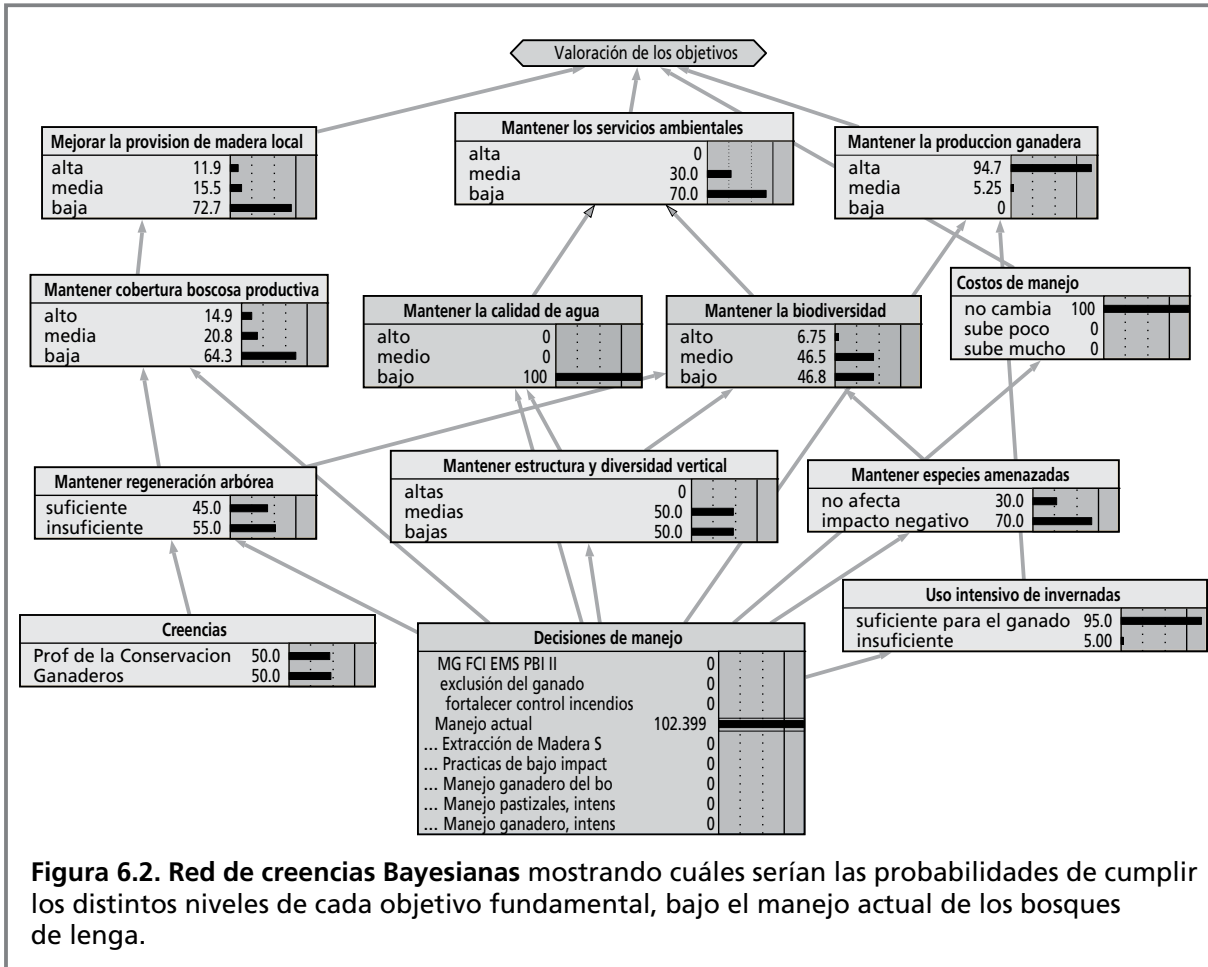 Valoración de los objetivos
Mejorar la provision de madera local
alta 11.9
media 15.5
baja 72.7
Mantener los servicios ambientales
alta 0
media 30.0
baja 70.0
Mantener la produccion ganadera
alta 94.7
media 5.25
baja 0
Mantener cobertura boscosa productiva
alto 14.9
media 20.8
baja 64.3
Mantener la calidad de agua
alto 0
medio 0
bajo 100
Mantener la biodiversidad
alto 6.75
medio 46.5
bajo 46.8
Costos de manejo
no cambia 100
sube poco 0
sube mucho 0
Mantener regeneración arbórea
suficiente 45.0
insuficiente 55.0
Mantener estructura y diversidad vertical
altas 0
medias 50.0
bajas 50.0
Mantener especies amenazadas
no afecta 30.0
impacto negativo 70.0
Uso intensivo de invernadas
suficiente para el ganado 95.0
insuficiente 5.00
Creencias
Prof de la Conservacion 50.0
Ganaderos 50.0
Decisiones de manejo
MG FCI EMS PBI II 0
exclusión del ganado 0
fortalecer control incendios 0
Manejo actual 102.399
... Extracción de Madera S 0
... Practicas de bajo impact 0
... Manejo ganadero del bo 0
... Manejo pastizales, intens 0
... Manejo ganadero, intens 0
Figura 6.2. Red de creencias Bayesianas mostrando cuáles serían las probabilidades de cumplir
los distintos niveles de cada objetivo fundamental, bajo el manejo actual de los bosques
de lenga.